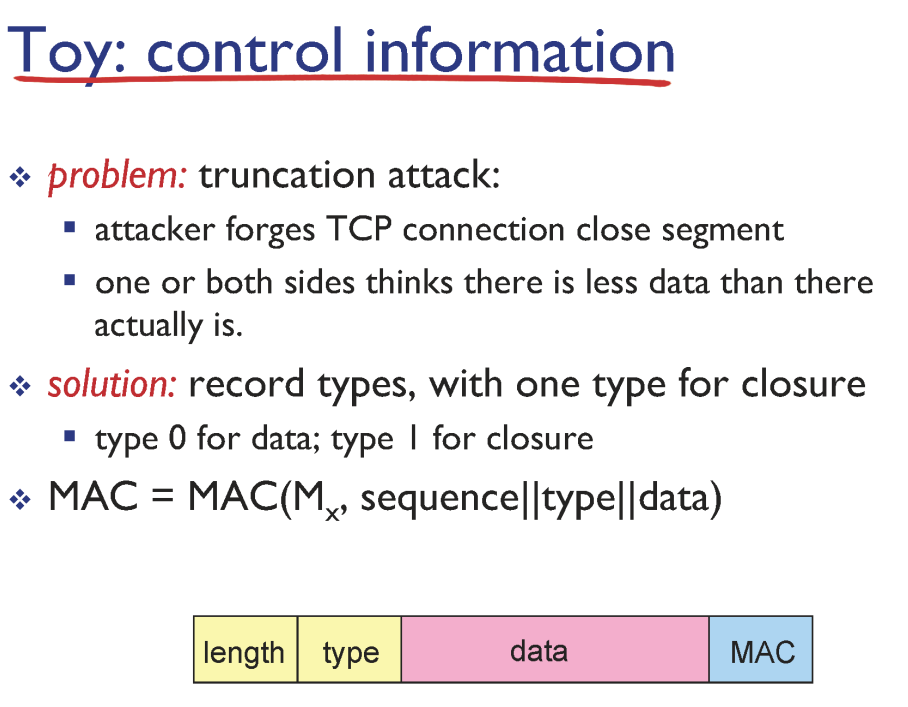 Toy: control information
❖ problem: truncation attack:
▪ attacker forges TCP connection close segment
▪ one or both sides thinks there is less data than there
actually is.
❖ solution: record types, with one type for closure
▪ type 0 for data; type 1 for closure
❖ MAC = MAC(Mx, sequence||type||data)
length type data MAC